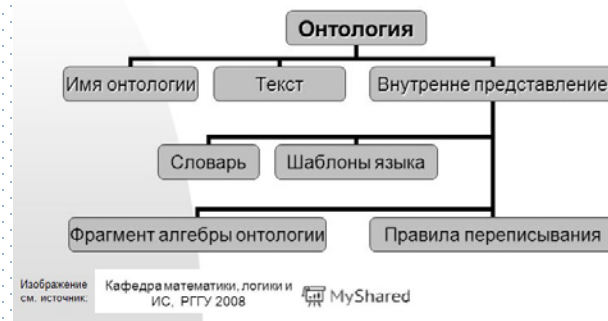 Онтология
Имя онтологии
Текст
Внутренне представление
Словарь
Шаблоны языка
Фрагмент алгебры онтологии
Правила переписывания
Изображение
см. источник:
Кафедра математики, логики и
ИС, РГГУ 2008
MyShared